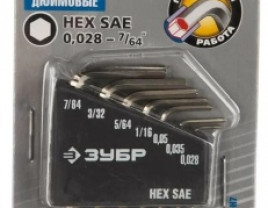 ДЮЙМОВЫЕ
HEX SAE
0,028 – 7/64"
РАБОТА
7/64
3/32
5/64
1/16
0,05
0,035
0,028
ЗУБР
HEX SAE